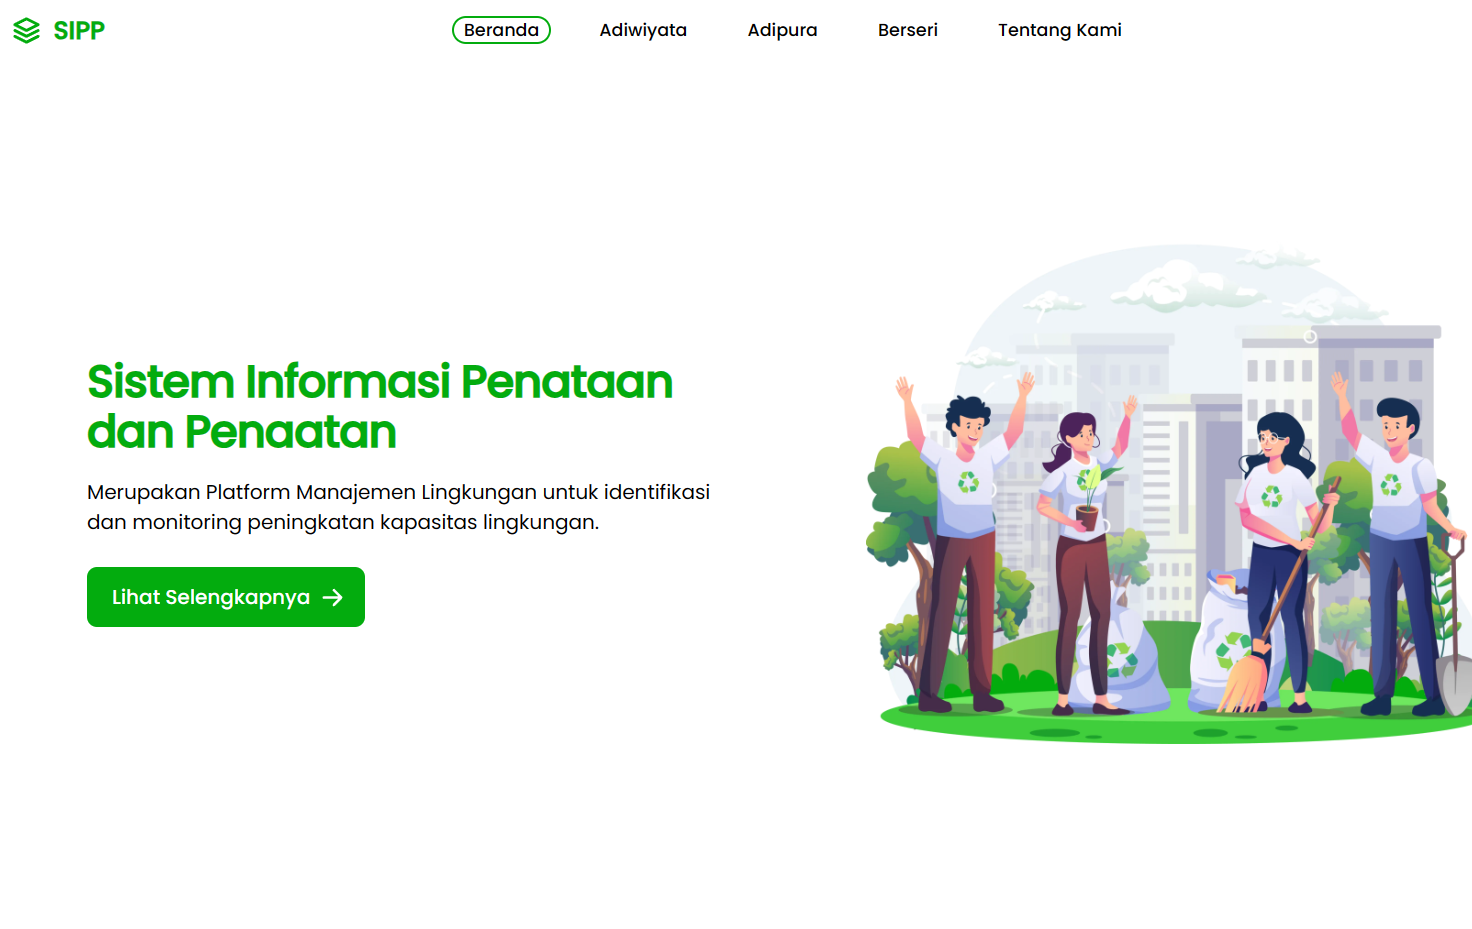 SIPP
Beranda
Adiwiyata
Adipura
Berseri
Tentang Kami
Sistem Informasi Penataan
dan Penaatan
Merupakan Platform Manajemen Lingkungan untuk identifikasi
dan monitoring peningkatan kapasitas lingkungan.
Lihat Selengkapnya